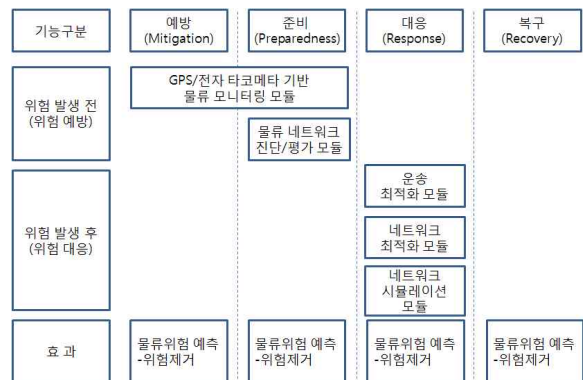 기능구분
예방
(Mitigation)
준비
(Preparedness)
대응
(Response)
복구
(Recovery)
위험 발생 전
(위험 예방)
GPS/전자 타코메타 기반
물류 모니터링 모듈
물류 네트워크
진단/평가 모듈
위험 발생 후
(위험 대응)
운송
최적화 모듈
네트워크
최적화 모듈
네트워크
시뮬레이션
모듈
효 과
물류위험 예측
-위험제거
물류위험 예측
-위험제거
물류위험 예측
-위험제거
물류위험 예측
-위험제거